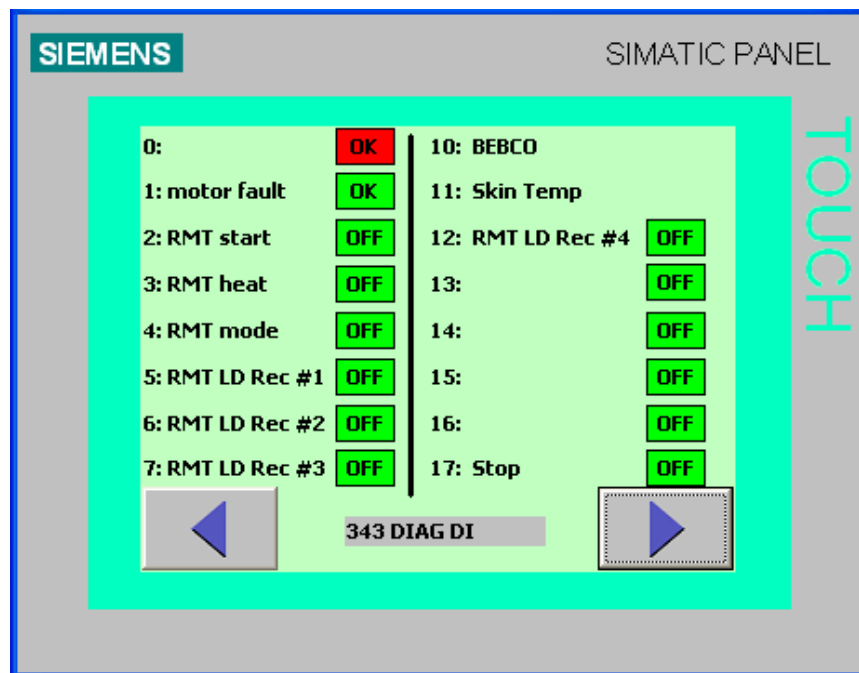 SIEMENS
SIMATIC PANEL
TOUCH
0: OK
1: motor fault OK
2: RMT start OFF
3: RMT heat OFF
4: RMT mode OFF
5: RMT LD Rec #1 OFF
6: RMT LD Rec #2 OFF
7: RMT LD Rec #3 OFF
10: BEBCO
11: Skin Temp
12: RMT LD Rec #4 OFF
13: OFF
14: OFF
15: OFF
16: OFF
17: Stop OFF
343 DIAG DI